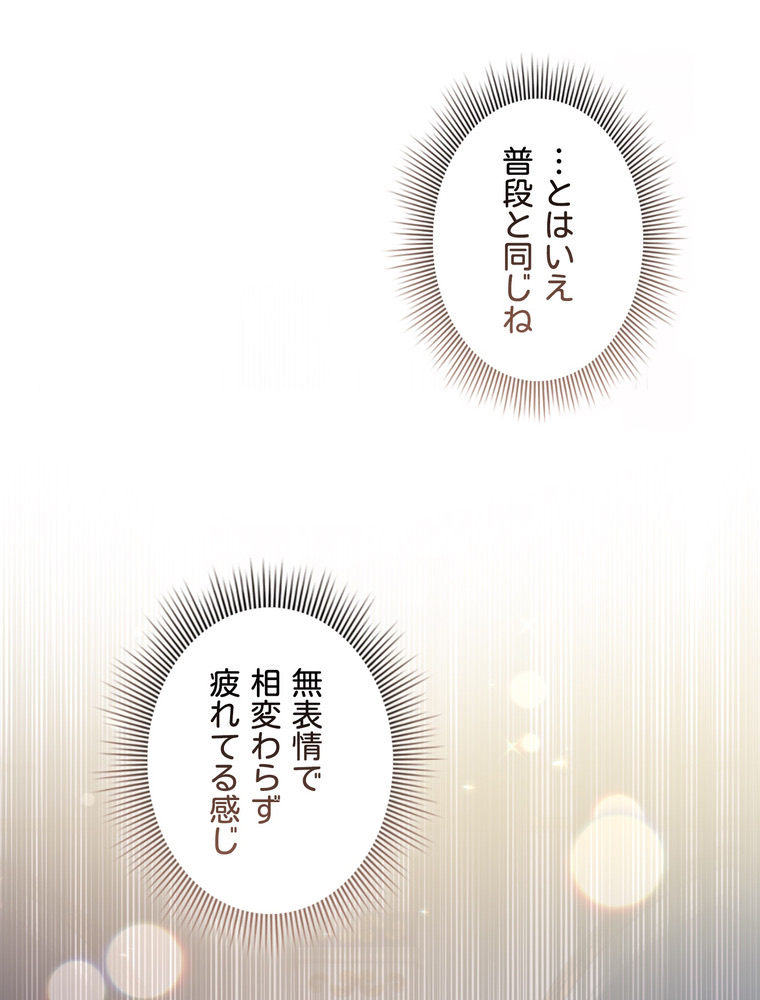 …とはいえ
普段と同じね
無表情で
相変わらず
疲れてる感じ